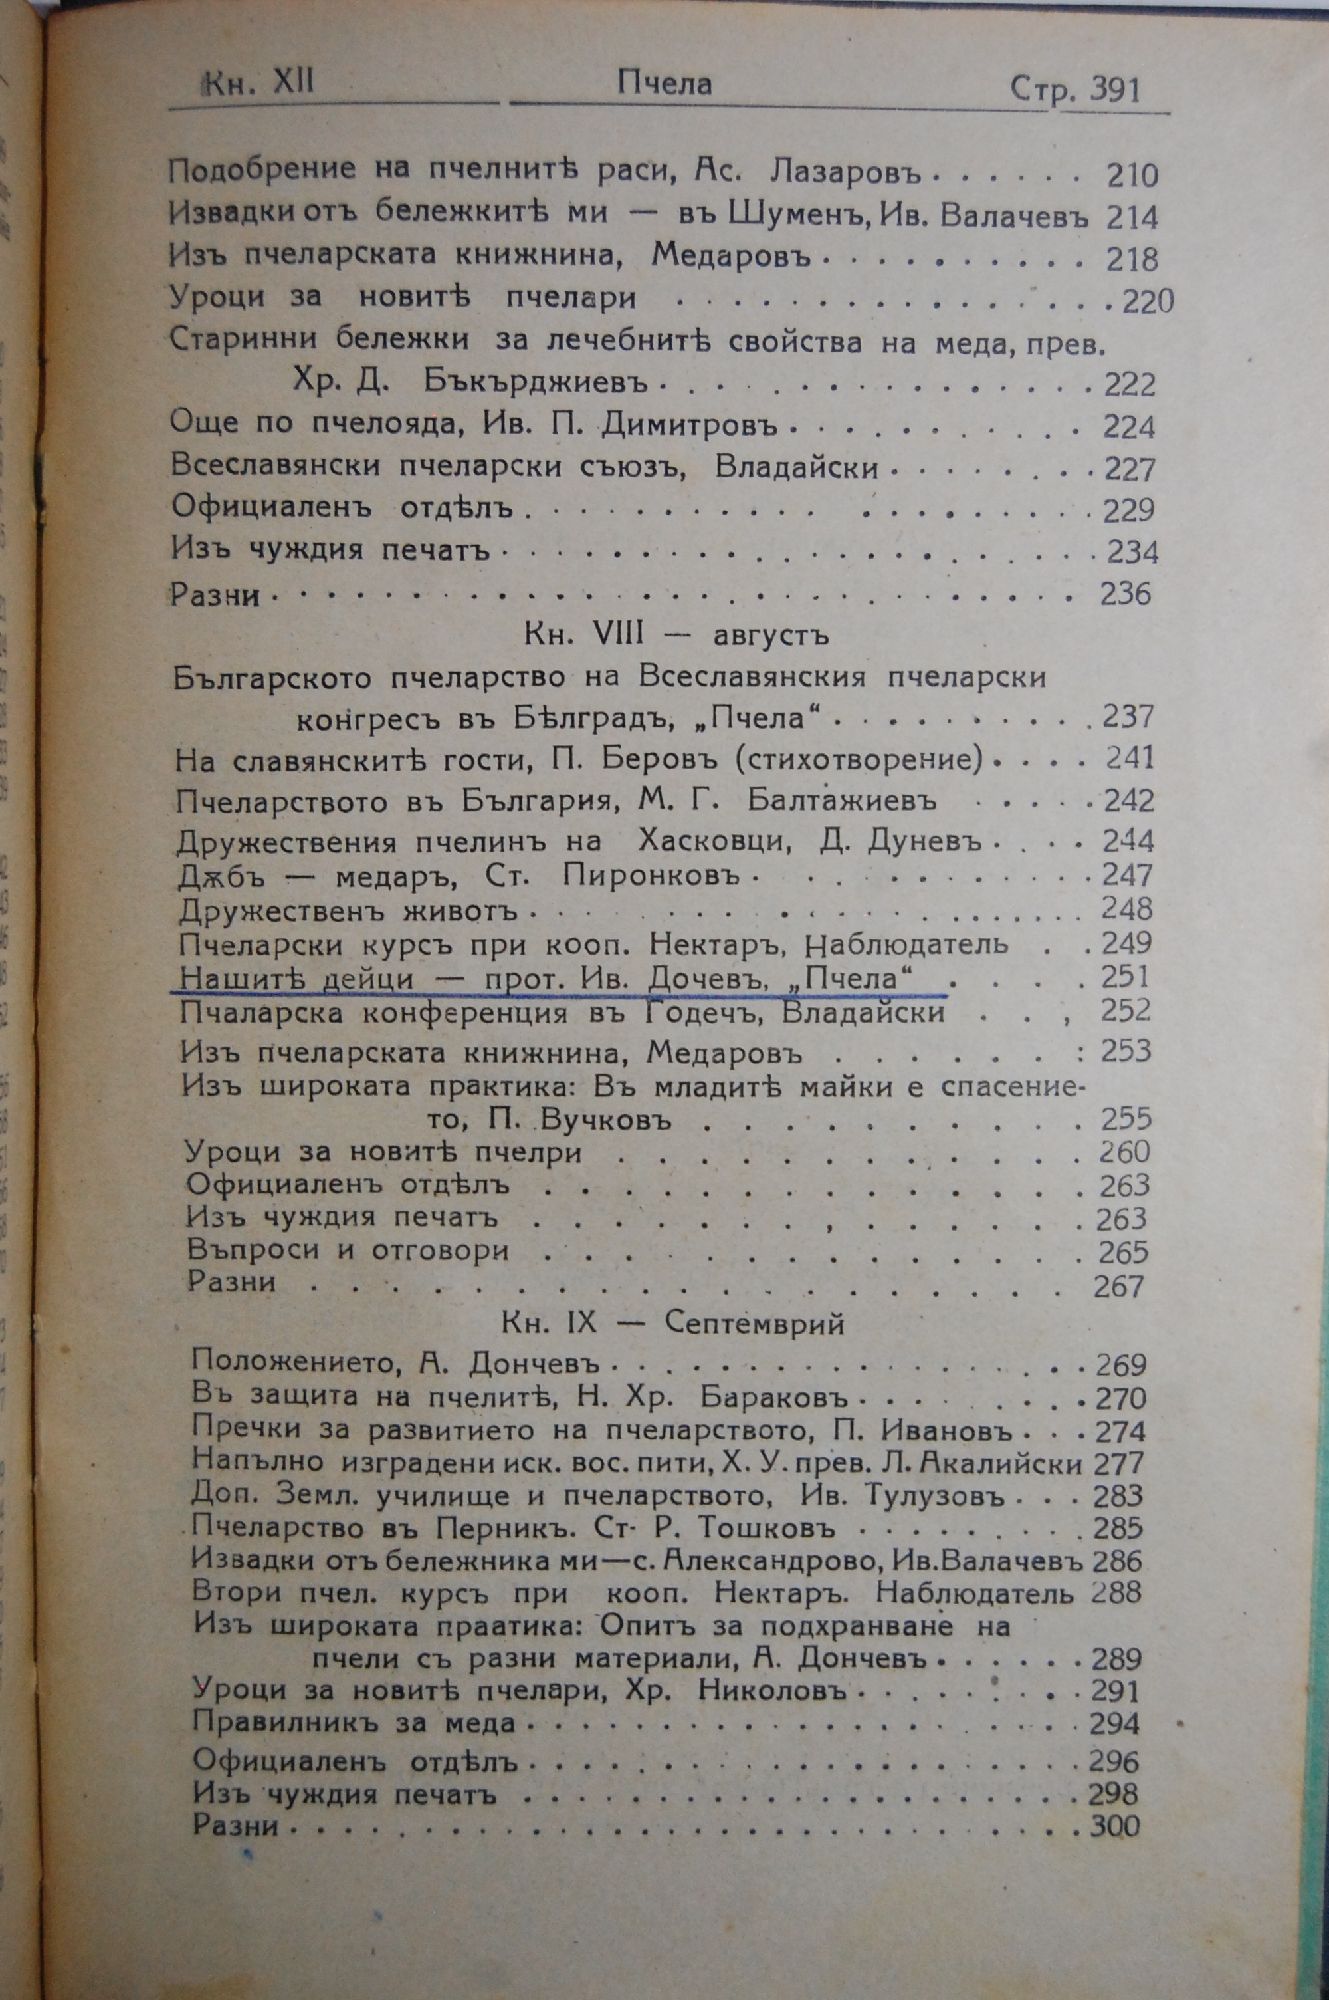 Кн. XII Пчела Стр. 391
Подобрение на пчелнитѣ раси, Ас. Лазаровъ . . . . . . 210
Извадки отъ бележкитѣ ми — въ Шуменъ, Ив. Валачевъ 214
Изъ пчеларската книжнина, Медаровъ . . . . . . . . . . 218
Уроци за новитѣ пчелари . . . . . . . . . . . . . . . . 220
Старинни бележки за лечебнитѣ свойства на меда, прев.
Хр. Д. Бъкърджиевъ . . . . . . . . . . . . . . . 222
Още по пчелояда, Ив. П. Димитровъ . . . . . . . . . . . 224
Всеславянски пчеларски съюзъ, Владайски . . . . . . . . 227
Официаленъ отдѣлъ . . . . . . . . . . . . . . . . . . . 229
Изъ чуждия печатъ . . . . . . . . . . . . . . . . . . . . 234
Разни . . . . . . . . . . . . . . . . . . . . . . . . . . . . 236
Кн. VIII — августъ
Българското пчеларство на Всеславянския пчеларски
конгресъ въ Бѣлградъ, „Пчела“ . . . . . . . . . . 237
На славянскитѣ гости, П. Беровъ (стихотворение) . . . . 241
Пчеларството въ България, М. Г. Балтажиевъ . . . . . 242
Дружествения пчелинъ на Хасковци, Д. Дуневъ . . . . 244
Джбъ — медаръ, Ст. Пиронковъ . . . . . . . . . . . 247
Дружественъ животъ . . . . . . . . . . . . . . . . . . 248
Пчеларски курсъ при кооп. Нектаръ, Наблюдатель . . 249
Нашитѣ дейци — прот. Ив. Дочевъ, „Пчела“ . . . . 251
Пчаларска конференция въ Годечъ, Владайски . . , 252
Изъ пчеларската книжнина, Медаровъ . . . . . . : 253
Изъ широката практика: Въ младитѣ майки е спасение-
то, П. Вучковъ . . . . . . . . . . 255
Уроци за новитѣ пчелри . . . . . . . . . . . . 260
Официаленъ отдѣлъ . . . . . . . . . . . . . . 263
Изъ чуждия печатъ . . . . . . . , . . . . . . 263
Въпроси и отговори . . . . . . . . . . . . . . 265
Разни . . . . . . . . . . . . . . . . . . . 267
Кн. IX — Септември​й
Положението, А. Дончевъ . . . . . . . . . . . . . . . . . 269
Въ защита на пчелитѣ, Н. Хр. Бараковъ . . . . . . . . 270
Пречки за развитието на пчеларството, П. Ивановъ . . . 274
Напълно изградени иск. вос. пити, Х. У. прев. Л. Акалийски 277
Доп. Земл. училище и пчеларството, Ив. Тулузовъ . . . 283
Пчеларство въ Перникъ. Ст- Р. Тошковъ . . . . . . . . . 285
Извадки отъ бележника ми—с. Александрово, Ив.Валачевъ 286
Втори пчел. курсъ при кооп. Нектаръ. Наблюдатель 288
Изъ широката праатика: Опитъ за подхранване на
пчели съ разни материали, А. Дончевъ . . . . . . 289
Уроци за новитѣ пчелари, Хр. Николовъ . . . . . . . . 291
Правилникъ за меда . . . . . . . . . . . . . . . . . . . . 294
Официаленъ отдѣлъ . . . . . . . . . . . . . . . . . . . . 296
Изъ чуждия печатъ . . . . . . . . . . . . . . . . . . . . 298
Разни . . . . . . . . . . . . . . . . . . . . . . . . . . . . 300